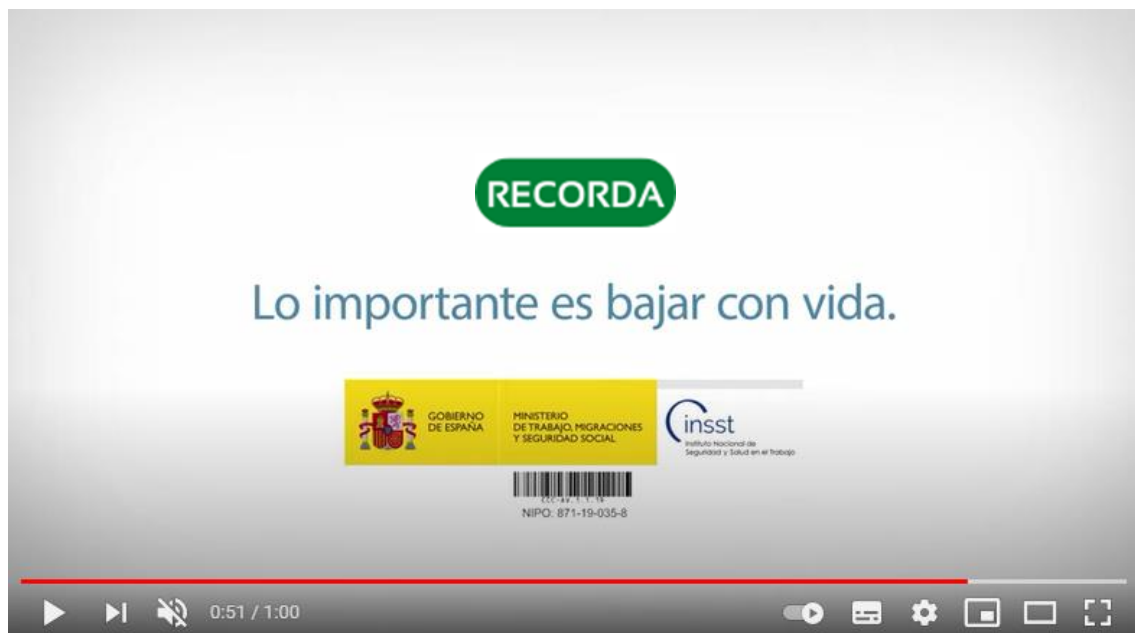 RECORDA
Lo importante es bajar con vida.
GOBIERNO
DE ESPAÑA
MINISTERIO
DE TRABAJO, MIGRACIONES
Y SEGURIDAD SOCIAL
insst
Instituto Nacional de
Seguridad y Salud en el Trabajo
NIPO: 871-19-035-8
0:51 / 1:00